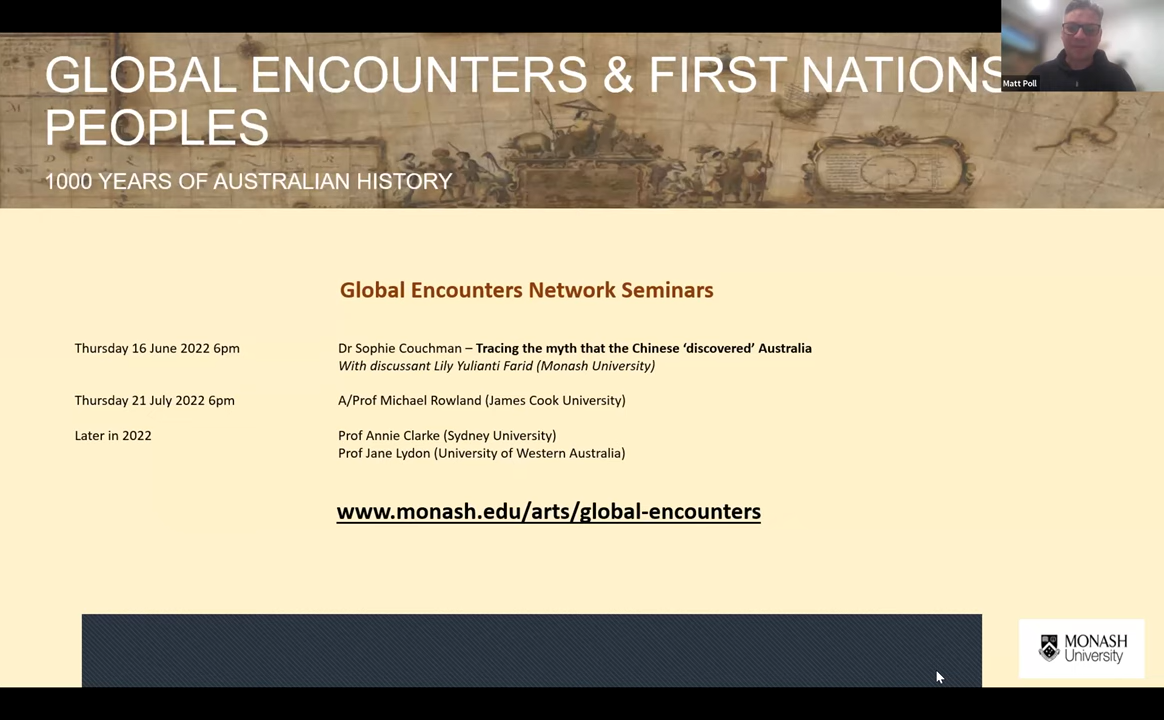 GLOBAL ENCOUNTERS & FIRST NATIONS
PEOPLES
1000 YEARS OF AUSTRALIAN HISTORY
Matt Poll
Global Encounters Network Seminars
Thursday 16 June 2022 6pm
Dr Sophie Couchman – Tracing the myth that the Chinese ‘discovered’ Australia
With discussant Lily Yulianti Farid (Monash University)
Thursday 21 July 2022 6pm
A/Prof Michael Rowland (James Cook University)
Later in 2022
Prof Annie Clarke (Sydney University)
Prof Jane Lydon (University of Western Australia)
www.monash.edu/arts/global-encounters
MONASH
University